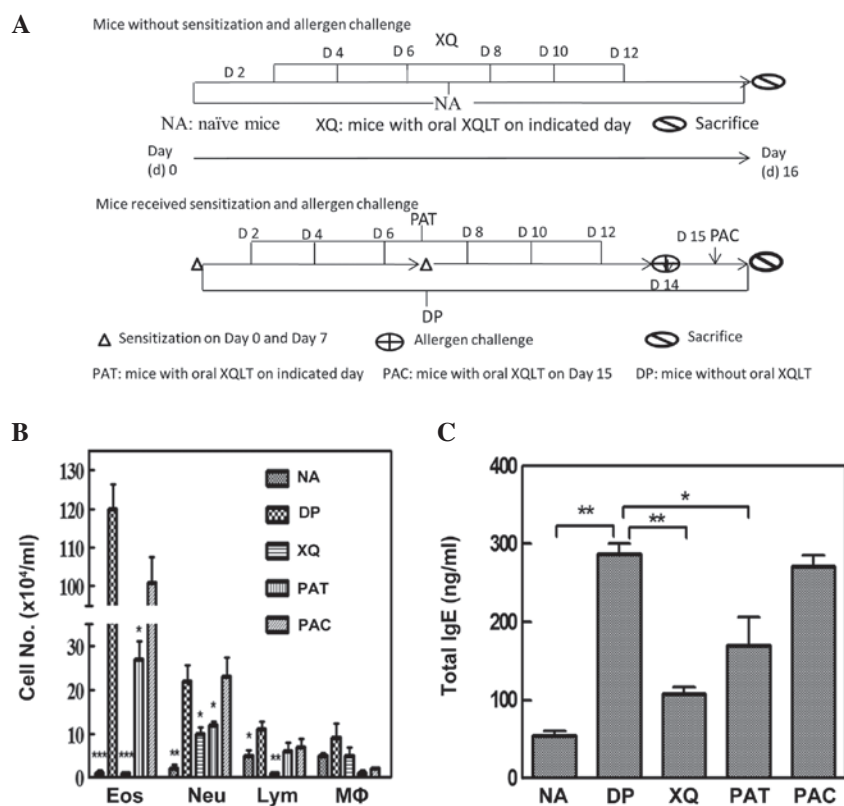 A
Mice without sensitization and allergen challenge
XQ
D 2 D 4 D 6 D 8 D 10 D 12
NA
NA: naïve mice XQ: mice with oral XQLT on indicated day Sacrifice
Day (d) 0
Day (d) 16
Mice received sensitization and allergen challenge
PAT
D 2 D 4 D 6 D 8 D 10 D 12 D 15 PAC
D 14
DP
Sensitization on Day 0 and Day 7 Allergen challenge Sacrifice
PAT: mice with oral XQLT on indicated day PAC: mice with oral XQLT on Day 15 DP: mice without oral XQLT
B
Cell No. (x10⁴/ml)
130
120
110
100
30
20
10
0
NA
DP
XQ
PAT
PAC
*** *** *
** * *
* **
Eos Neu Lym MΦ
C
Total IgE (ng/ml)
400
300
200
100
0
** ** *
NA DP XQ PAT PAC